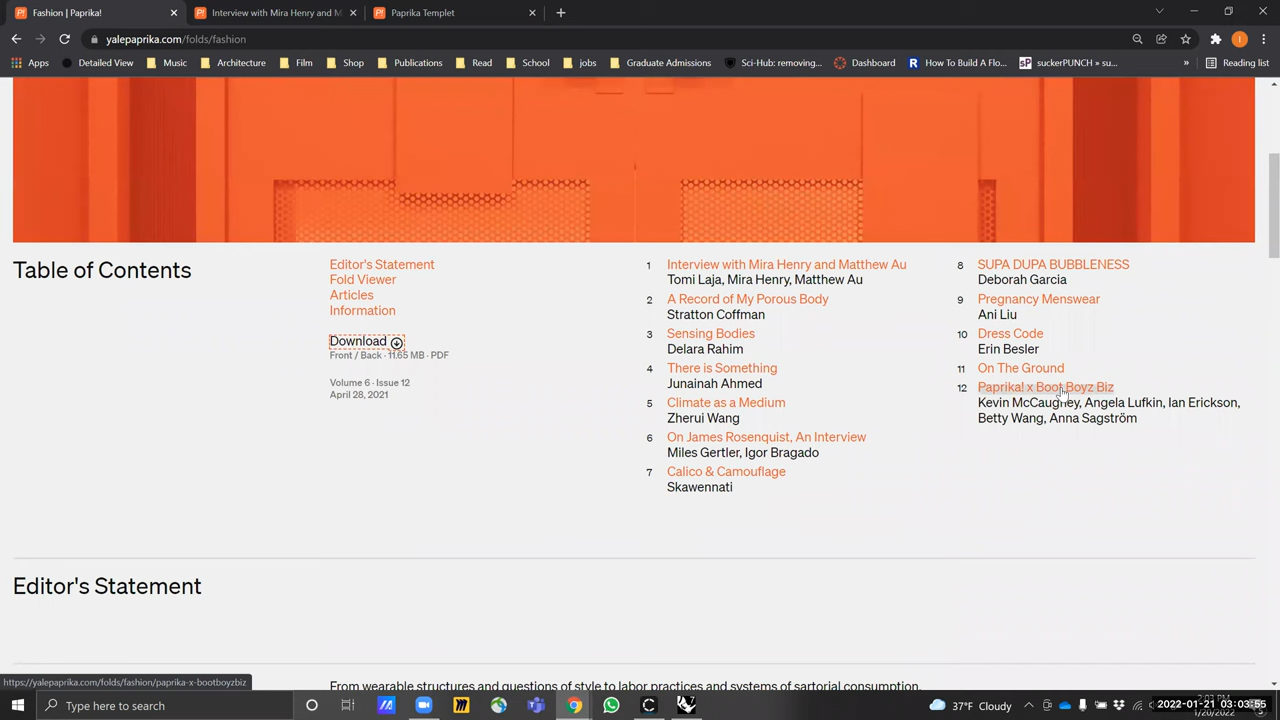 Fashion | Paprika!
Interview with Mira Henry and M
Paprika Templet
yalepaprika.com/folds/fashion
Apps
Detailed View
Music
Architecture
Film
Shop
Publications
Read
School
jobs
Graduate Admissions
Sci-Hub: removing...
Dashboard
How To Build A Flo...
suckerPUNCH » su...
»
Reading list
Table of Contents
Editor's Statement
Fold Viewer
Articles
Information
Download
Front / Back · 11.65 MB · PDF
Volume 6 · Issue 12
April 28, 2021
1 Interview with Mira Henry and Matthew Au
Tomi Laja, Mira Henry, Matthew Au
2 A Record of My Porous Body
Stratton Coffman
3 Sensing Bodies
Delara Rahim
4 There is Something
Junainah Ahmed
5 Climate as a Medium
Zherui Wang
6 On James Rosenquist, An Interview
Miles Gertler, Igor Bragado
7 Calico & Camouflage
Skawennati
8 SUPA DUPA BUBBLENESS
Deborah Garcia
9 Pregnancy Menswear
Ani Liu
10 Dress Code
Erin Besler
11 On The Ground
12 Paprika! x Boot Boyz Biz
Kevin McCaughey, Angela Lufkin, Ian Erickson,
Betty Wang, Anna Sagström
Editor's Statement
From wearable structures and questions of style to labor practices and systems of sartorial consumption,
https://yalepaprika.com/folds/fashion/paprika-x-bootboyzbiz
Type here to search
37°F Cloudy
2022-01-21 03:03:55
1/20/2022